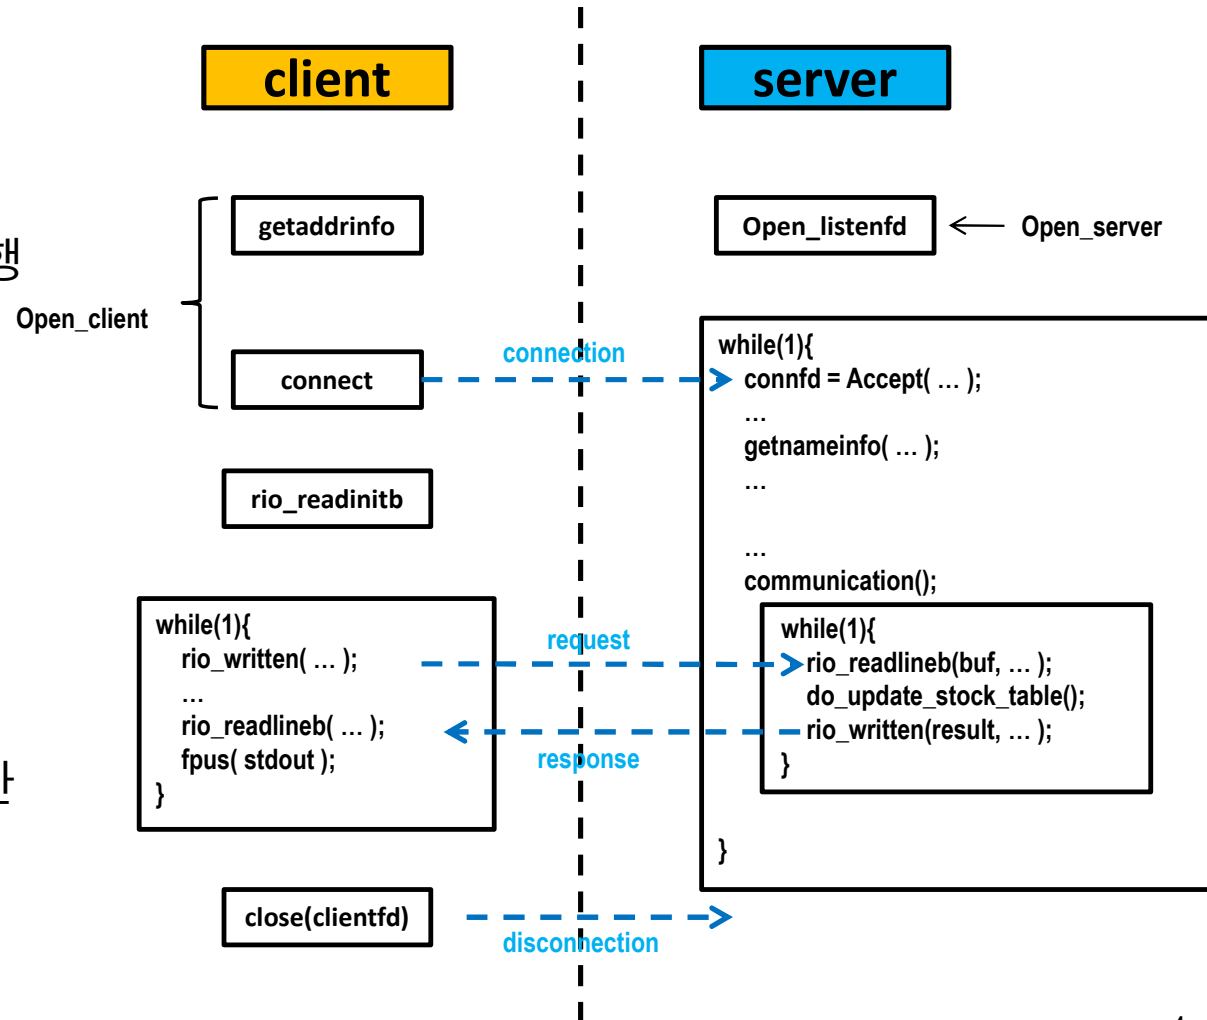 client
server
getaddrinfo
Open_listenfd
Open_server
행
Open_client
connection
connect
while(1){
connfd = Accept( … );
…
getnameinfo( … );
…
…
communication();
rio_readinitb
while(1){
rio_written( … );
…
rio_readlineb( … );
fpus( stdout );
}
request
response
while(1){
rio_readlineb(buf, … );
do_update_stock_table();
rio_written(result, … );
}
}
close(clientfd)
disconnection